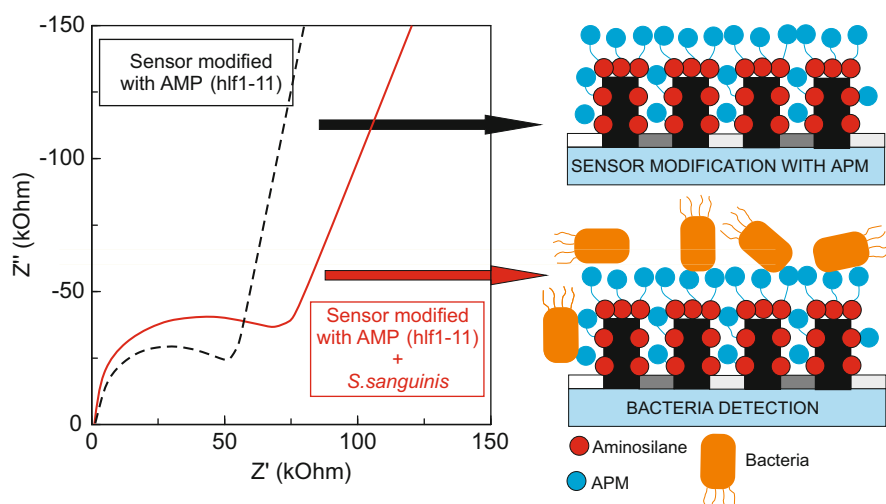 -150
-100
-50
0
Z'' (kOhm)
0
50
100
150
Z' (kOhm)
Sensor modified
with AMP (hlf1-11)
Sensor modified
with AMP (hlf1-11)
+
S.sanguinis
SENSOR MODIFICATION WITH APM
BACTERIA DETECTION
Aminosilane
APM
Bacteria